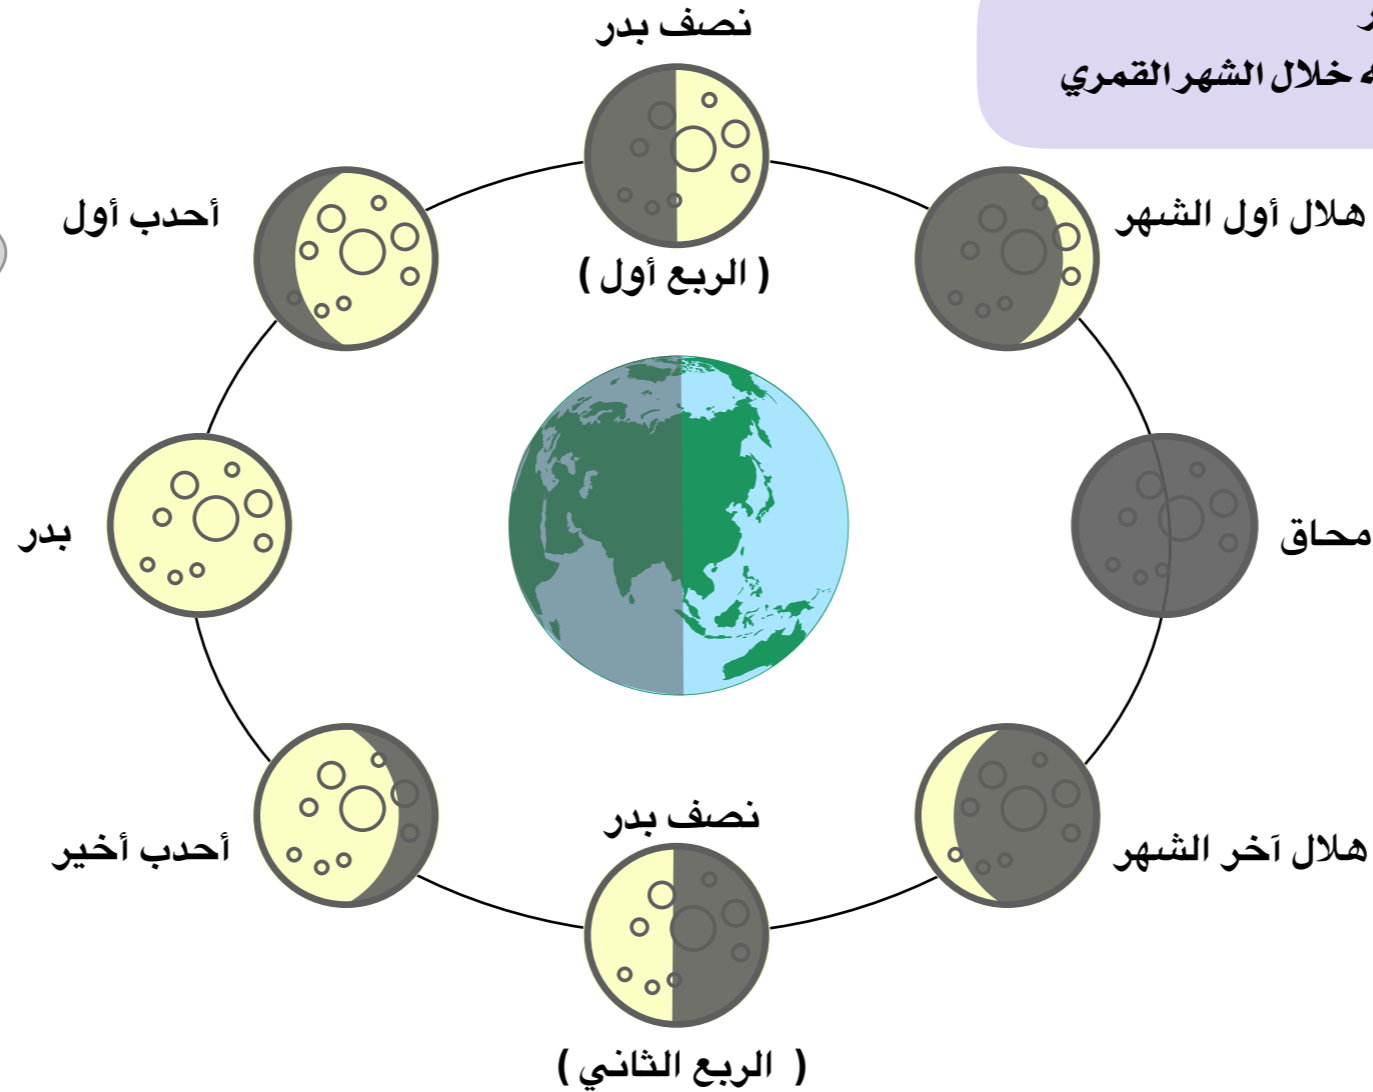 خلال الشهر القمري
نصف بدر
(الربع أول)
هلال أول الشهر
أحدب أول
محاق
بدر
هلال آخر الشهر
أحدب أخير
نصف بدر
( الربع الثاني)